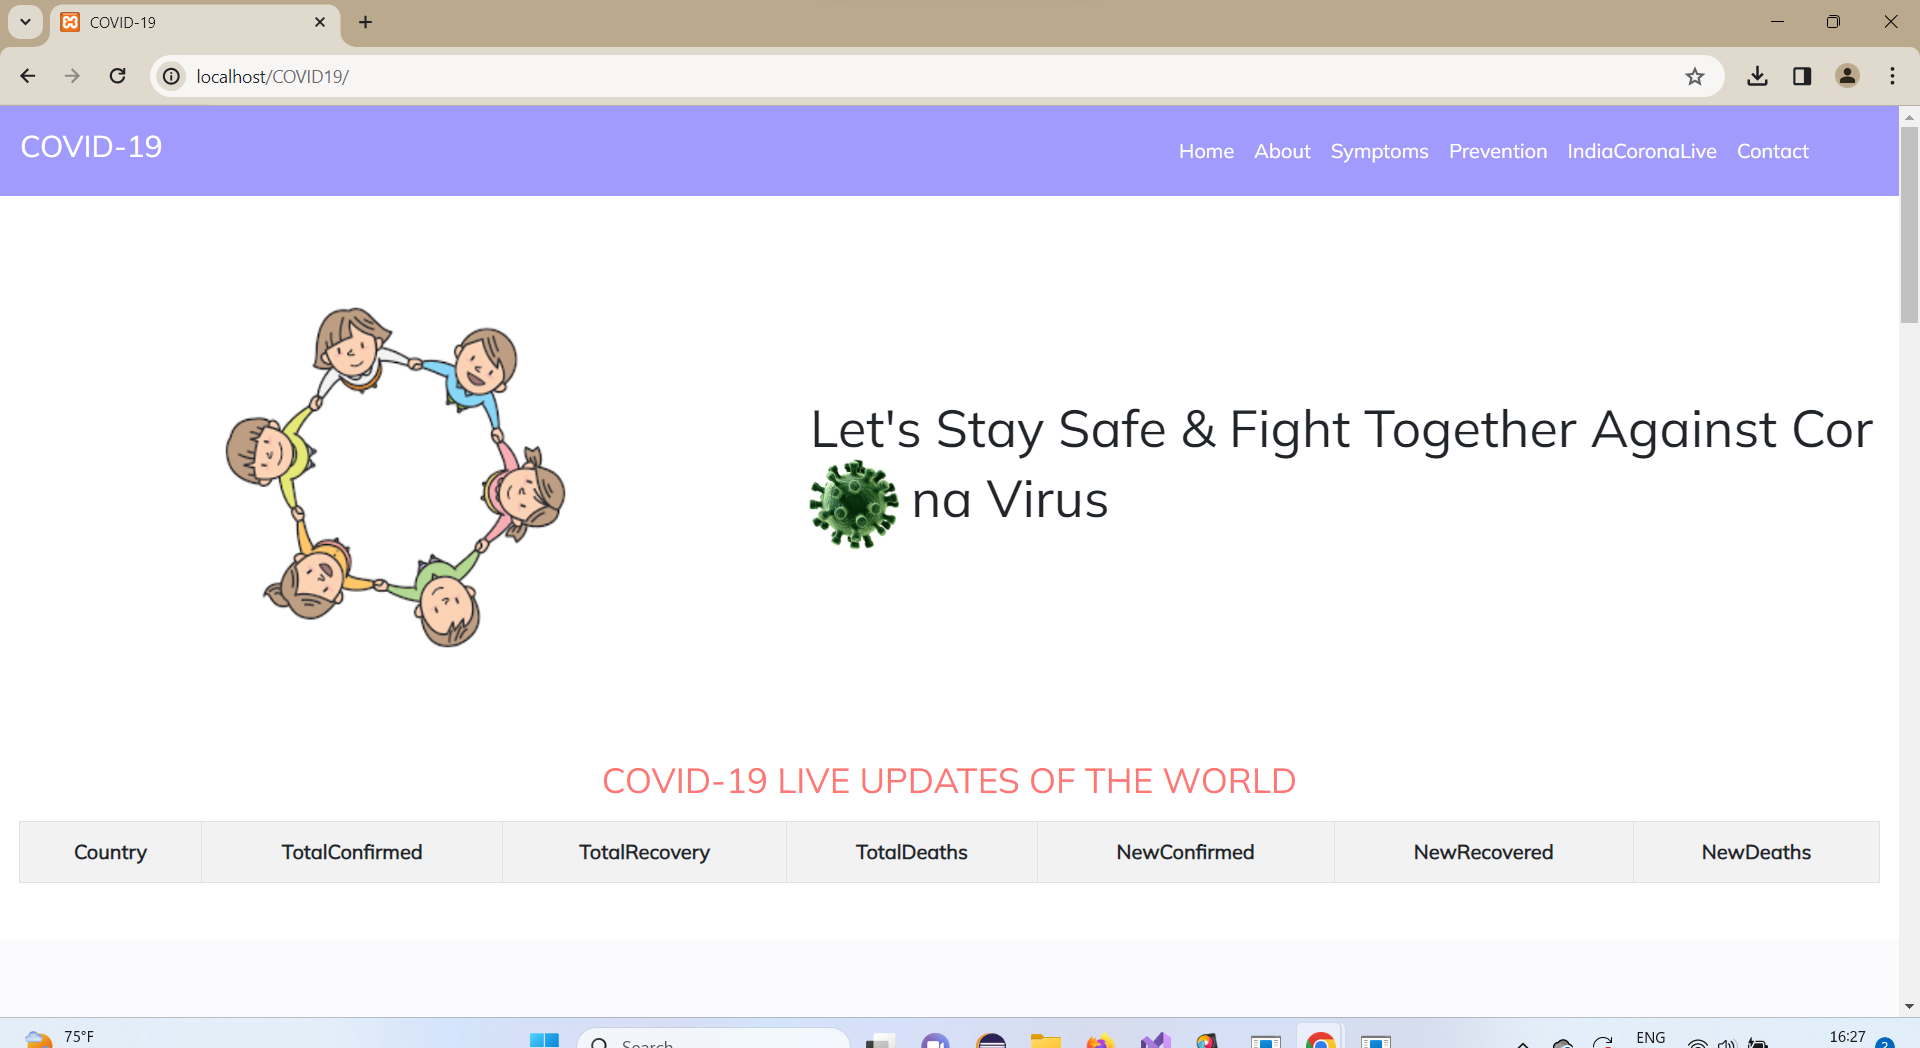 COVID-19
localhost/COVID19/
COVID-19
Home About Symptoms Prevention IndiaCoronaLive Contact
Let's Stay Safe & Fight Together Against Cor
na Virus
COVID-19 LIVE UPDATES OF THE WORLD
Country TotalConfirmed TotalRecovery TotalDeaths NewConfirmed NewRecovered NewDeaths
75°F
Search
ENG
16:27
2